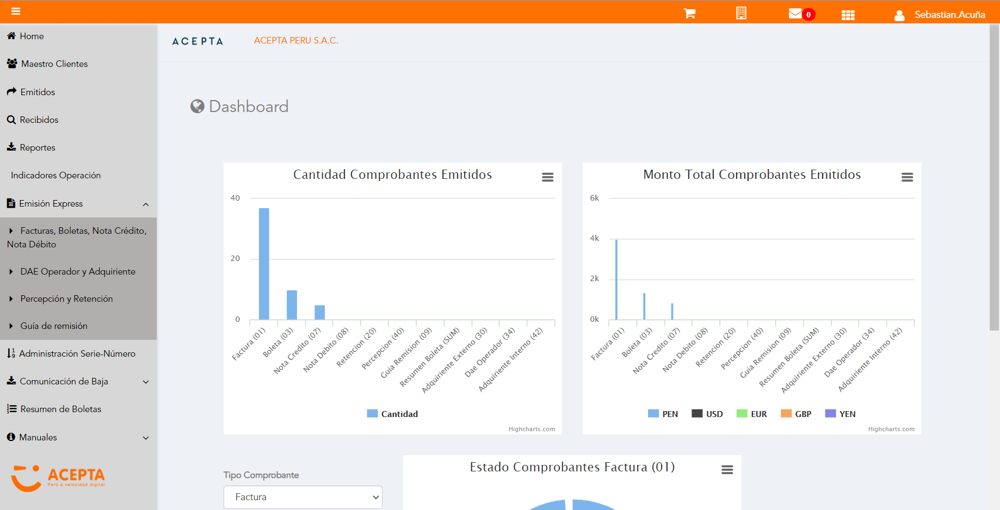 0
Sebastian.Acuña
Home
Maestro Clientes
Emitidos
Recibidos
Reportes
Indicadores Operación
Emisión Express
Facturas, Boletas, Nota Crédito,
Nota Débito
DAE Operador y Adquiriente
Percepción y Retención
Guía de remisión
Administración Serie-Número
Comunicación de Baja
Resumen de Boletas
Manuales
ACEPTA
Perú a velocidad digital
ACEPTA
ACEPTA PERU S.A.C.
Dashboard
Cantidad Comprobantes Emitidos
40
20
0
Factura (01)
Boleta (03)
Nota Credito (07)
Nota Debito (08)
Retencion (20)
Percepcion (40)
Guia Remision (09)
Resumen Boleta (SUM)
Adquiriente Externo (30)
Dae Operador (34)
Adquiriente Interno (42)
Cantidad
Highcharts.com
Monto Total Comprobantes Emitidos
6k
4k
2k
0k
Factura (01)
Boleta (03)
Nota Credito (07)
Nota Debito (08)
Retencion (20)
Percepcion (40)
Guia Remision (09)
Resumen Boleta (SUM)
Adquiriente Externo (30)
Dae Operador (34)
Adquiriente Interno (42)
PEN USD EUR GBP YEN
Highcharts.com
Tipo Comprobante
Factura
Estado Comprobantes Factura (01)